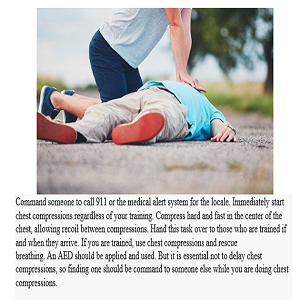 Command someone to call 911 or the medical alert system for the locale. Immediately start
chest compressions regardless of your training. Compress hard and fast in the center of the
chest, allowing recoil between compressions. Hand this task over to those who are trained if
and when they arrive. If you are trained, use chest compressions and rescue
breathing. An AED should be applied and used. But it is essential not to delay chest
compressions, so finding one should be command to someone else while you are doing chest
compressions.